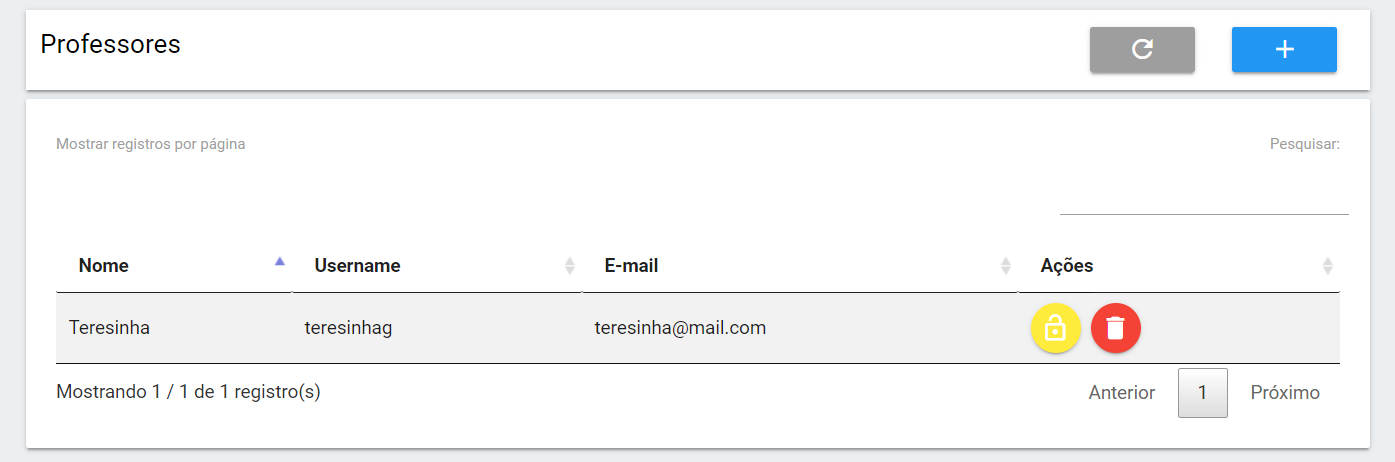 Professores
Mostrar registros por página
Pesquisar:
Nome Username E-mail Ações
Teresinha teresinhag teresinha@mail.com
Mostrando 1 / 1 de 1 registro(s)
Anterior 1 Próximo